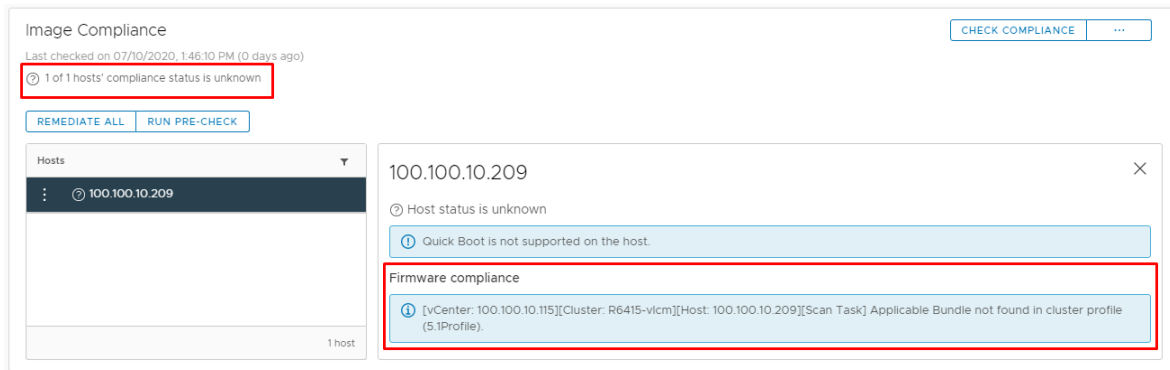 Image Compliance
CHECK COMPLIANCE
...
Last checked on 07/10/2020, 1:46:10 PM (0 days ago)
1 of 1 hosts' compliance status is unknown
REMEDIATE ALL
RUN PRE-CHECK
Hosts
100.100.10.209
1 host
100.100.10.209
Host status is unknown
Quick Boot is not supported on the host.
Firmware compliance
[vCenter: 100.100.10.115][Cluster: R6415-vlcm][Host: 100.100.10.209][Scan Task] Applicable Bundle not found in cluster profile
(5.1Profile).